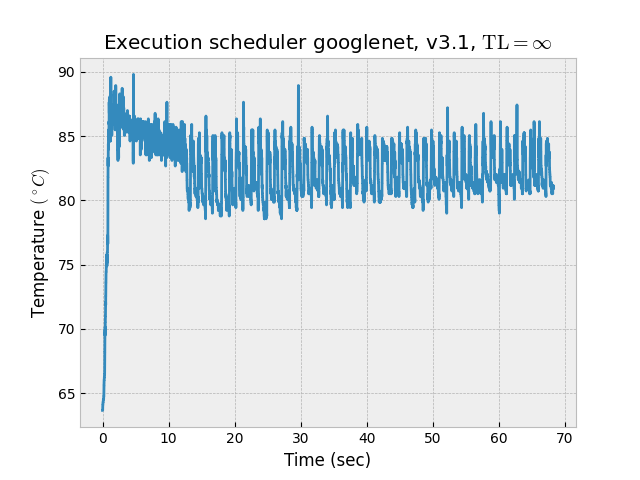 Execution scheduler googlenet, v3.1, TL = ∞
90
85
80
75
70
65
Temperature (°C)
0 10 20 30 40 50 60 70
Time (sec)